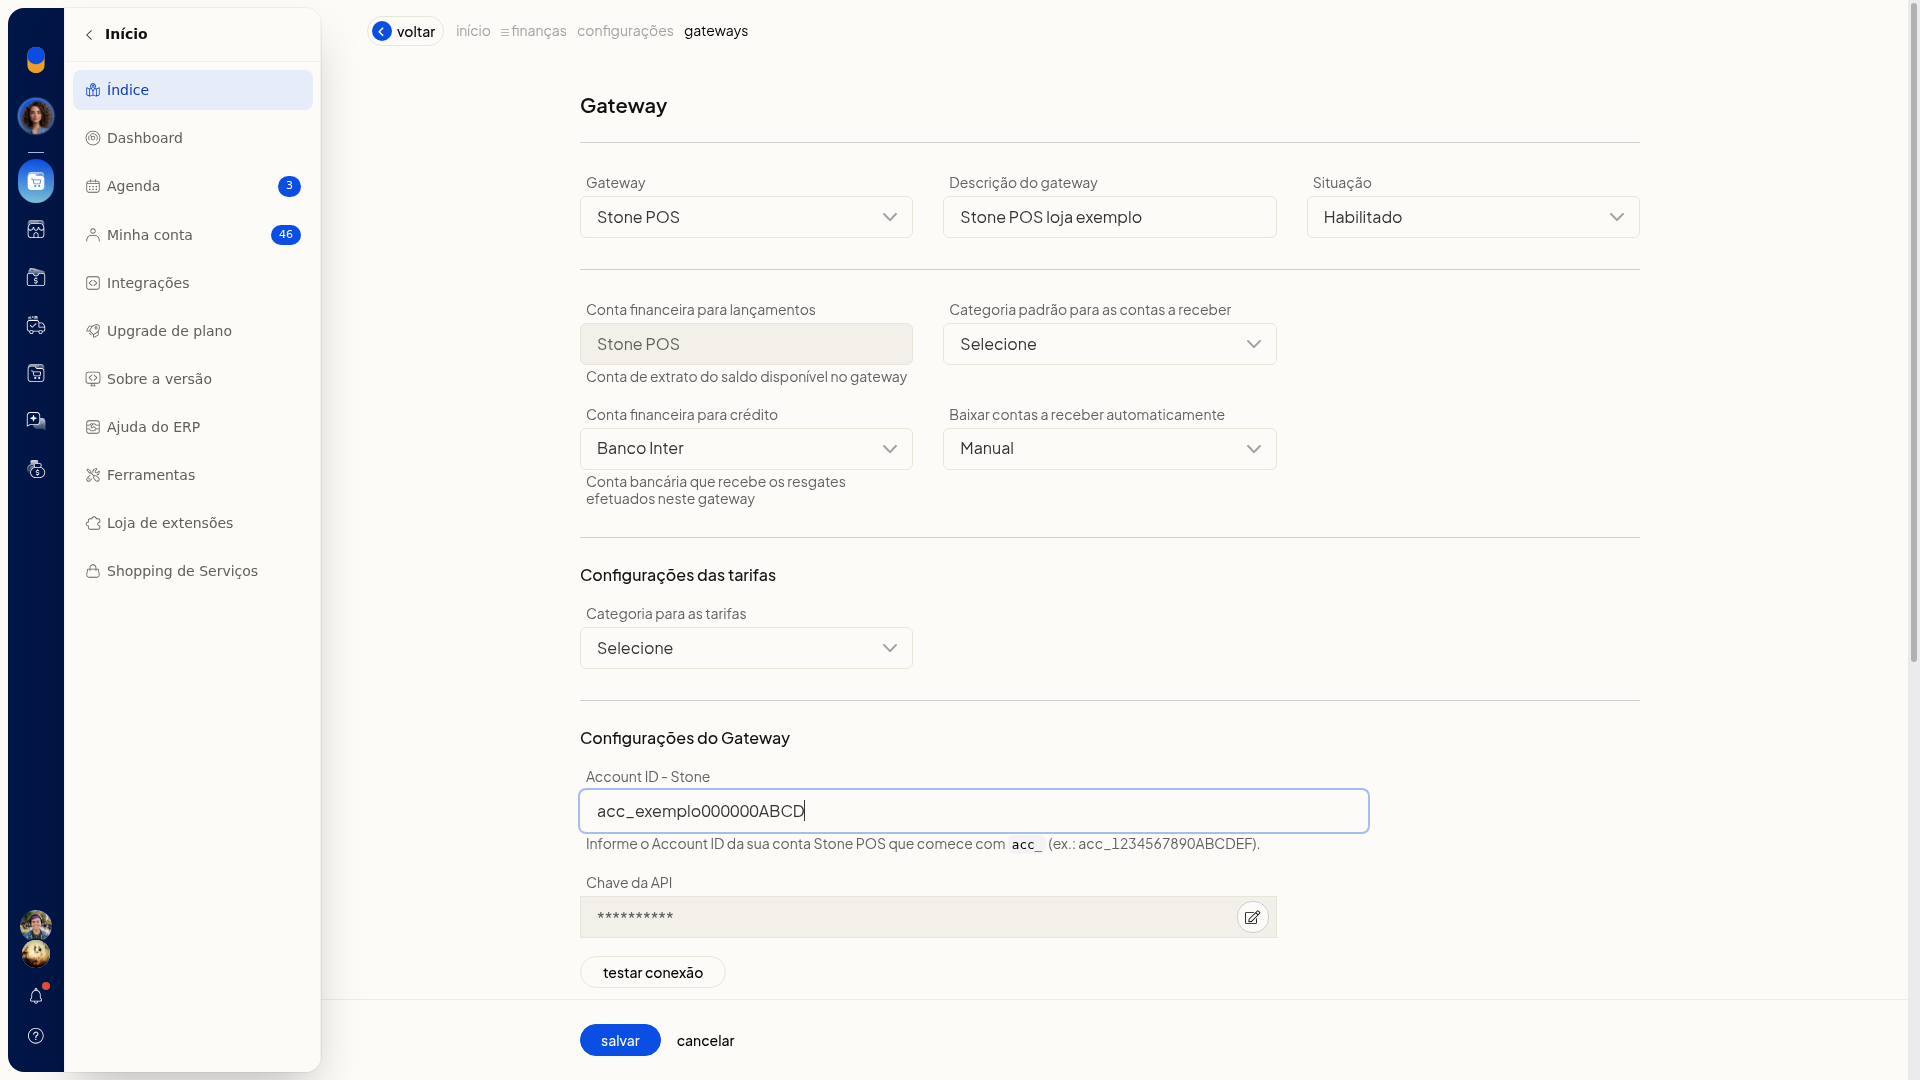 Início
Índice
Dashboard
Agenda
3
Minha conta
46
Integrações
Upgrade de plano
Sobre a versão
Ajuda do ERP
Ferramentas
Loja de extensões
Shopping de Serviços
voltar início finanças configurações gateways
Gateway
Gateway
Stone POS
Descrição do gateway
Stone POS loja exemplo
Situação
Habilitado
Conta financeira para lançamentos
Stone POS
Conta de extrato do saldo disponível no gateway
Categoria padrão para as contas a receber
Selecione
Conta financeira para crédito
Banco Inter
Conta bancária que recebe os resgates
efetuados neste gateway
Baixar contas a receber automaticamente
Manual
Configurações das tarifas
Categoria para as tarifas
Selecione
Configurações do Gateway
Account ID - Stone
acc_exemplo000000ABCD
Informe o Account ID da sua conta Stone POS que comece com acc_ (ex.: acc_1234567890ABCDEF).
Chave da API
**********
testar conexão
salvar
cancelar